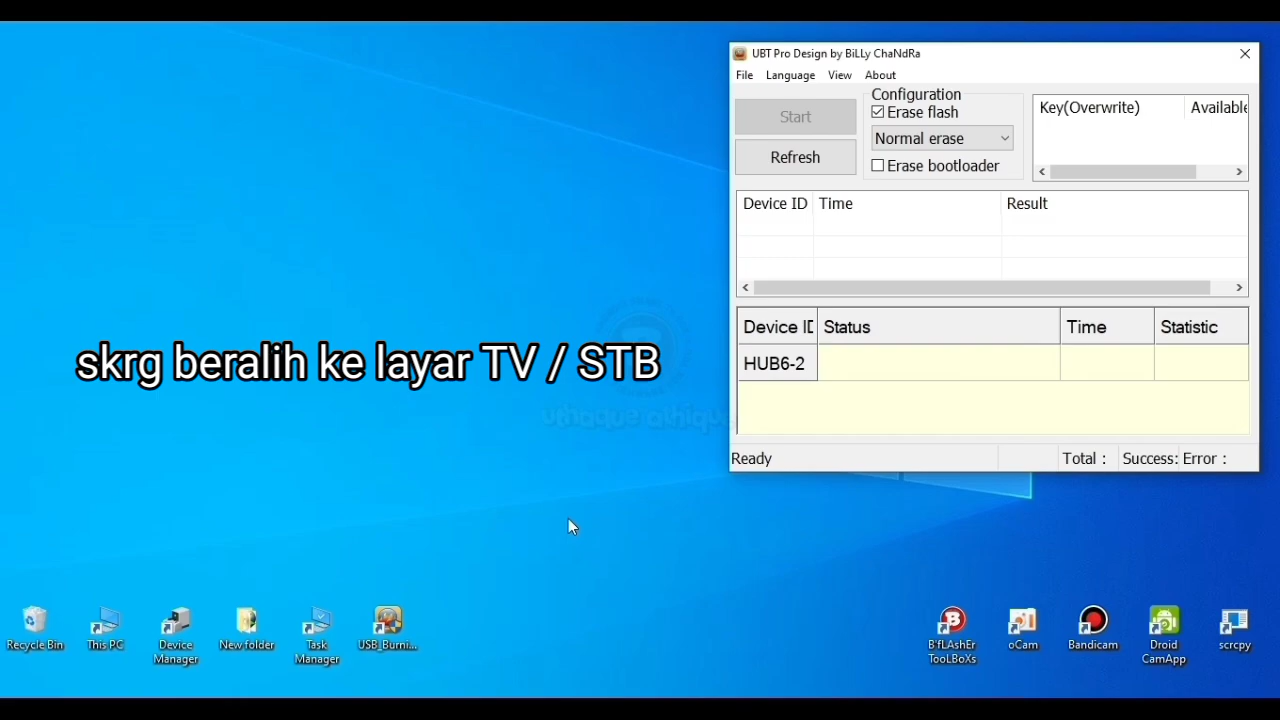 UBT Pro Design by BiLLy ChaNdRa
File Language View About
Start
Refresh
Configuration
Erase flash
Normal erase
Erase bootloader
Key(Overwrite) Available
Device ID Time Result
Device ID Status Time Statistic
HUB6-2
Ready Total : Success: Error :
skrg beralih ke layar TV / STB
uthaque athique
Recycle Bin
This PC
Device Manager
New folder
Task Manager
USB_Burni...
B'fLAshEr TooLBoXs
oCam
Bandicam
Droid CamApp
scrcpy